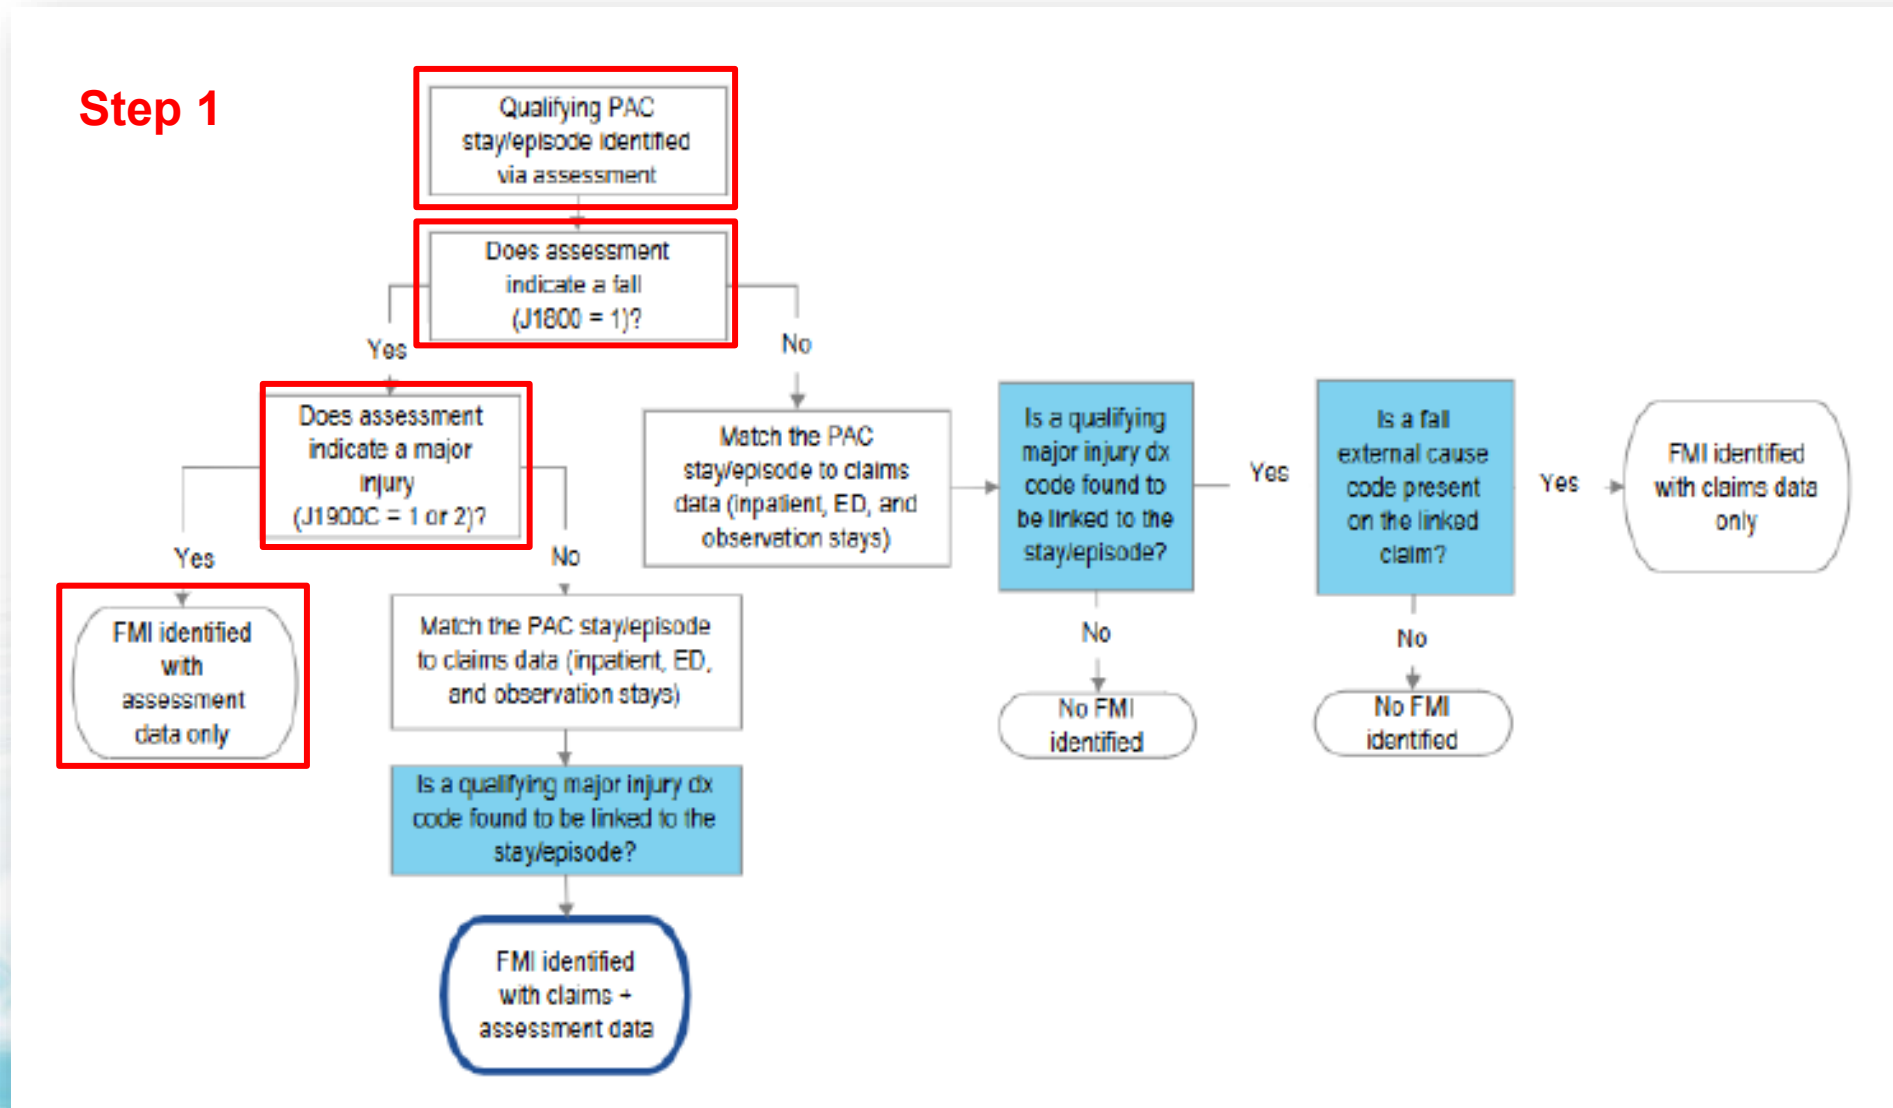 Step 1
Qualifying PAC
stay/episode identified
via assessment
Does assessment
indicate a fall
(J1800 = 1)?
Yes
No
Does assessment
indicate a major
injury
(J1900C = 1 or 2)?
Yes
No
FMI identified
with
assessment
data only
Match the PAC stay/episode
to claims data (inpatient, ED,
and observation stays)
Is a qualifying major injury dx
code found to be linked to the
stay/episode?
FMI identified
with claims +
assessment data
Match the PAC
stay/episode to claims
data (inpatient, ED, and
observation stays)
Is a qualifying
major injury dx
code found to
be linked to the
stay/episode?
Yes
No
No FMI
identified
Is a fall
external cause
code present
on the linked
claim?
Yes
No
No FMI
identified
FMI identified
with claims data
only